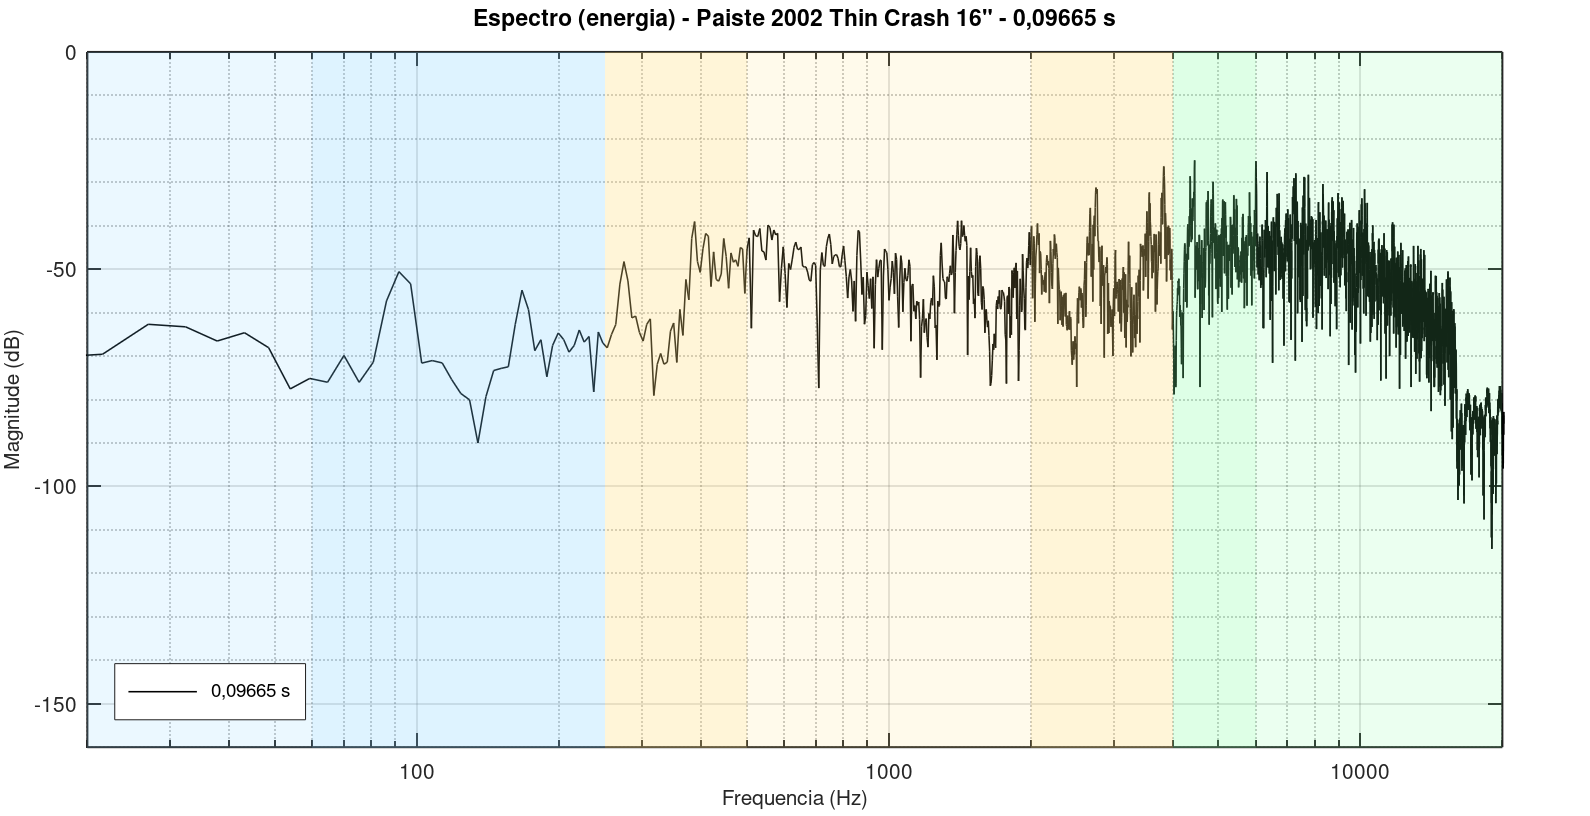 Espectro (energia) - Paiste 2002 Thin Crash 16" - 0,09665 s
0
-50
-100
-150
Magnitude (dB)
0,09665 s
100
1000
10000
Frequencia (Hz)